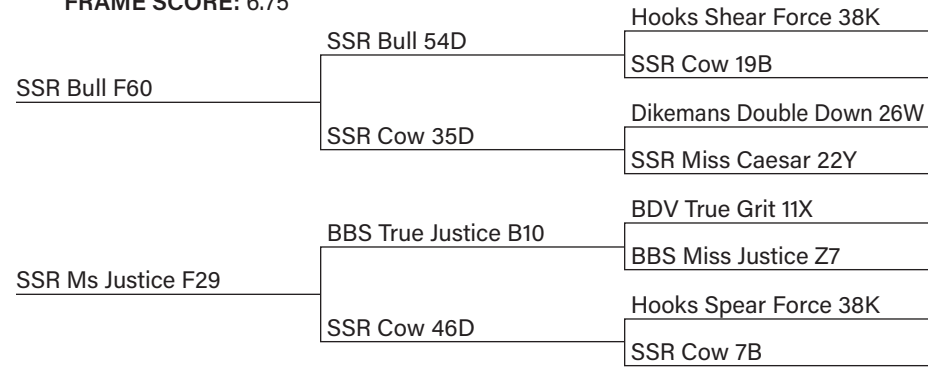 FRAME SCORE: 6.75
Hooks Shear Force 38K
SSR Bull 54D
SSR Cow 19B
SSR Bull F60
Dikemans Double Down 26W
SSR Cow 35D
SSR Miss Caesar 22Y
BDV True Grit 11X
BBS True Justice B10
BBS Miss Justice Z7
SSR Ms Justice F29
Hooks Spear Force 38K
SSR Cow 46D
SSR Cow 7B